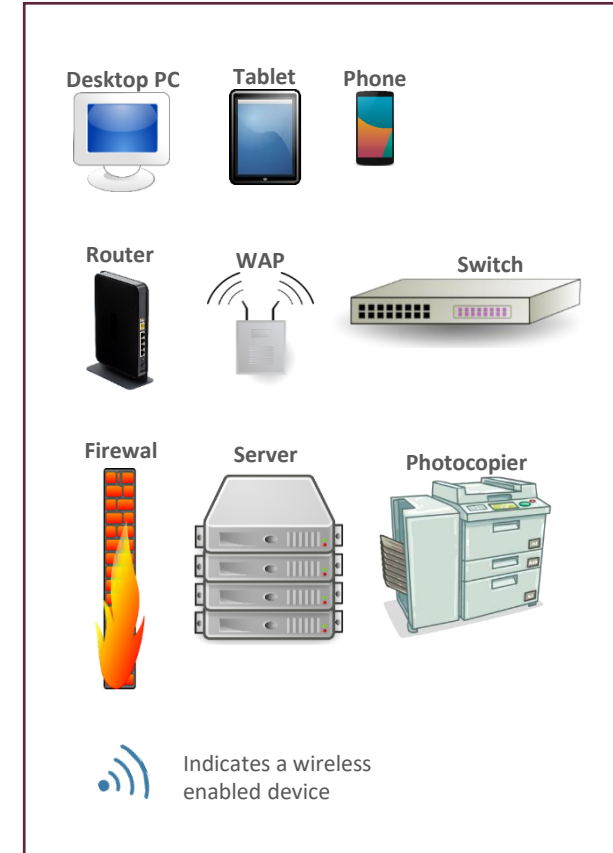 Desktop PC Tablet Phone
Router WAP Switch
Firewal Server Photocopier
Indicates a wireless
enabled device